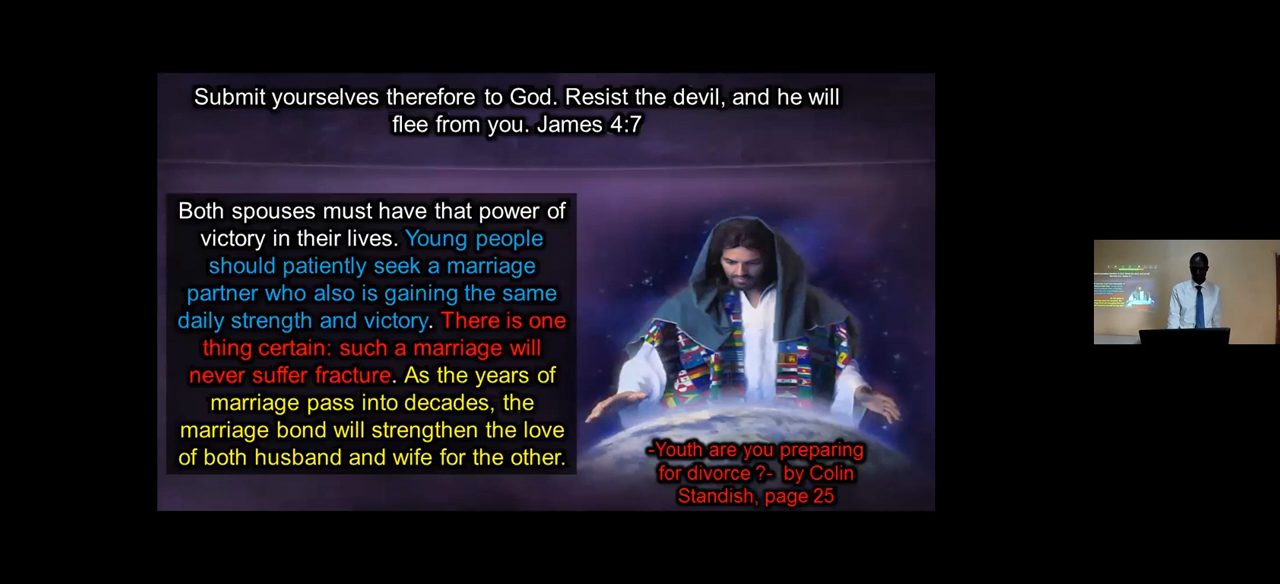 Submit yourselves therefore to God. Resist the devil, and he will
flee from you. James 4:7
Both spouses must have that power of
victory in their lives. Young people
should patiently seek a marriage
partner who also is gaining the same
daily strength and victory. There is one
thing certain: such a marriage will
never suffer fracture. As the years of
marriage pass into decades, the
marriage bond will strengthen the love
of both husband and wife for the other.
-Youth are you preparing
for divorce ?- by Colin
Standish, page 25